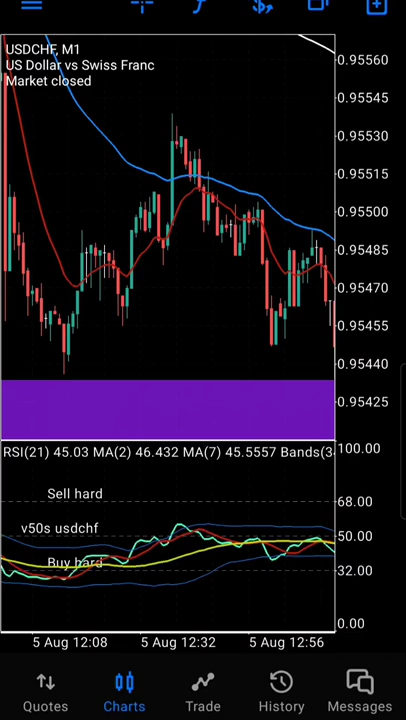 USDCHF, M1
US Dollar vs Swiss Franc
Market closed
0.95560
0.95545
0.95530
0.95515
0.95500
0.95485
0.95470
0.95455
0.95440
0.95425
RSI(21) 45.03 MA(2) 46.432 MA(7) 45.5557 Bands(3
100.00
Sell hard
68.00
v50s usdchf
50.00
Buy hard
32.00
0.00
5 Aug 12:08
5 Aug 12:32
5 Aug 12:56
Quotes
Charts
Trade
History
Messages